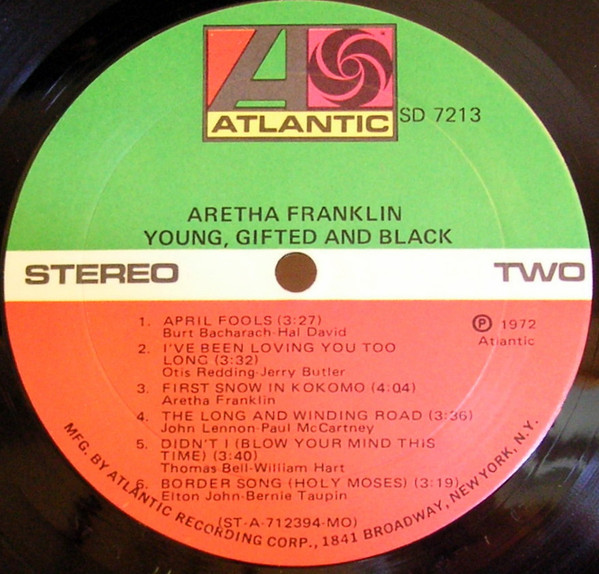 ATLANTIC
SD 7213
ARETHA FRANKLIN
YOUNG, GIFTED AND BLACK
STEREO
TWO
1. APRIL FOOLS (3:27)
Burt Bacharach-Hal David
2. I'VE BEEN LOVING YOU TOO
LONG (3:32)
Otis Redding-Jerry Butler
3. FIRST SNOW IN KOKOMO (4:04)
Aretha Franklin
4. THE LONG AND WINDING ROAD (3:36)
John Lennon-Paul McCartney
5. DIDN'T I (BLOW YOUR MIND THIS
TIME) (3:40)
Thomas Bell-William Hart
6. BORDER SONG (HOLY MOSES) (3:19)
Elton John-Bernie Taupin
℗ 1972
Atlantic
(ST-A-712394-MO)
MFG. BY ATLANTIC RECORDING CORP., 1841 BROADWAY, NEW YORK, N.Y.